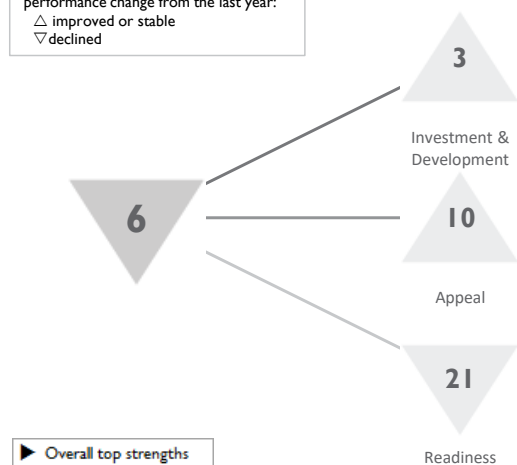 performance change from the last year:
△ improved or stable
▽ declined
3
Investment &
Development
6
10
Appeal
21
Readiness
▶ Overall top strengths